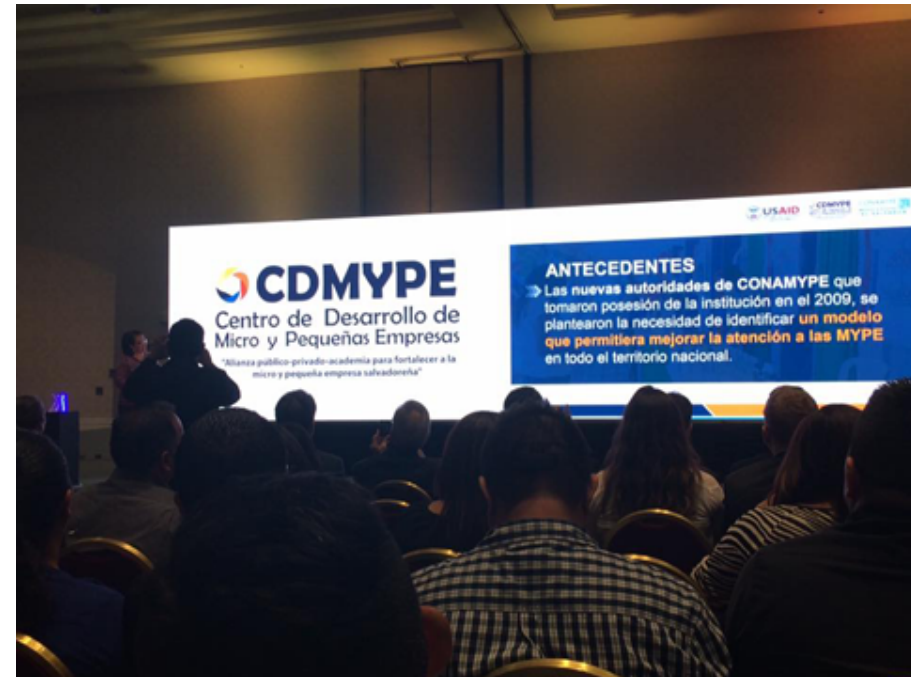 USAID
CDMYPE
CONAMYPE
CDMYPE
Centro de Desarrollo de
Micro y Pequeñas Empresas
"Alianza público-privado-academia para fortalecer a la
micro y pequeña empresa salvadoreña"
ANTECEDENTES
Las nuevas autoridades de CONAMYPE que
tomaron posesión de la institución en el 2009, se
plantearon la necesidad de identificar un modelo
que permitiera mejorar la atención a las MYPE
en todo el territorio nacional.